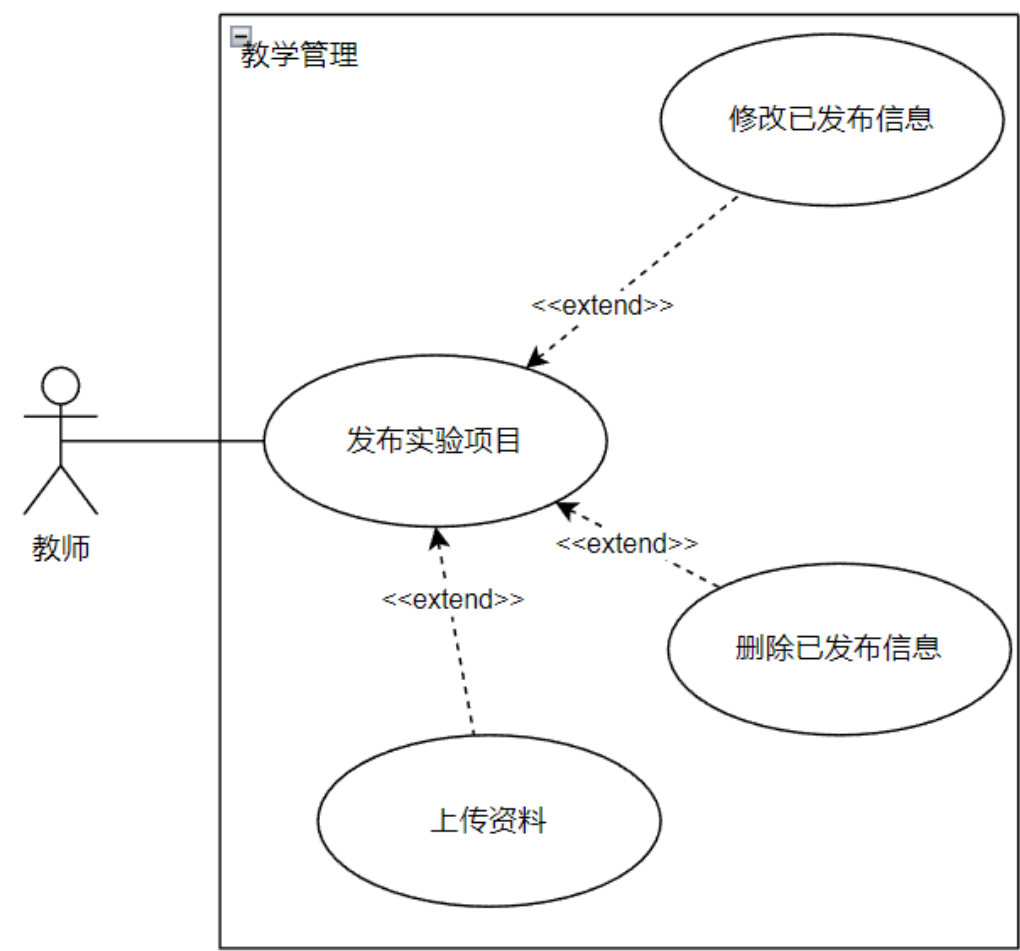 教学管理
修改已发布信息
<<extend>>
发布实验项目
教师
<<extend>>
<<extend>>
删除已发布信息
上传资料